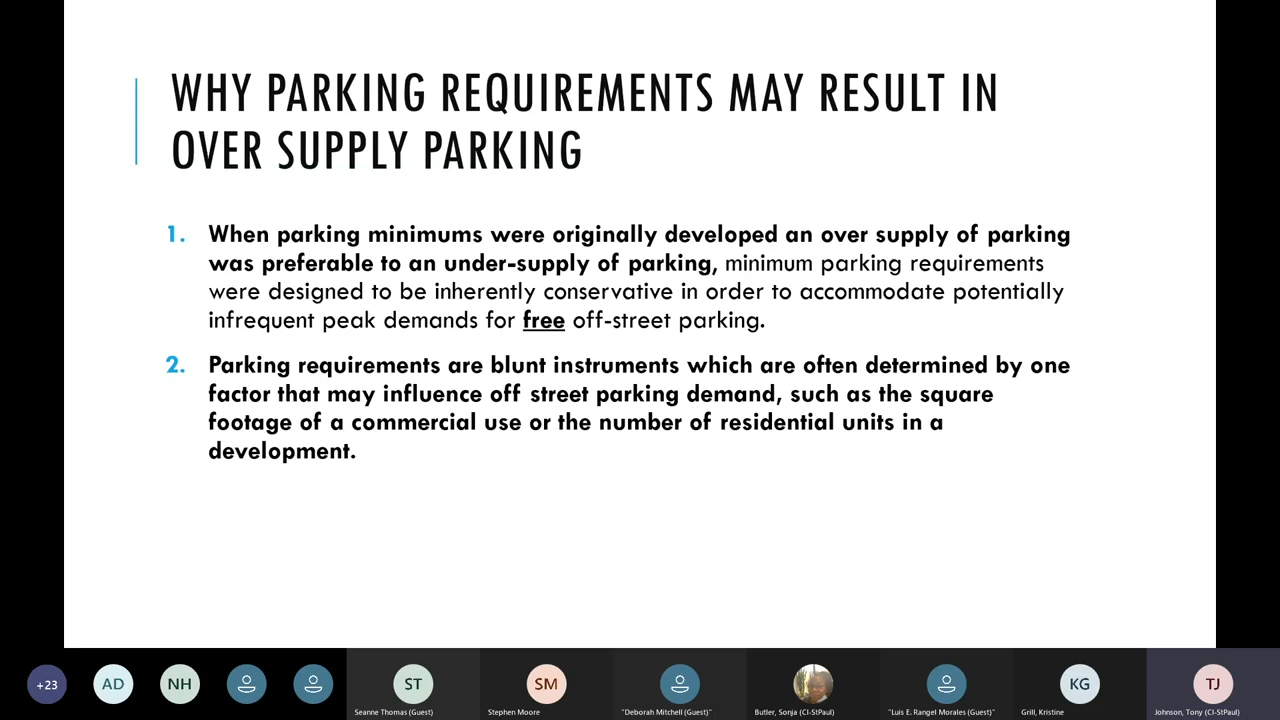 WHY PARKING REQUIREMENTS MAY RESULT IN
OVER SUPPLY PARKING
1. When parking minimums were originally developed an over supply of parking
was preferable to an under-supply of parking, minimum parking requirements
were designed to be inherently conservative in order to accommodate potentially
infrequent peak demands for free off-street parking.
2. Parking requirements are blunt instruments which are often determined by one
factor that may influence off street parking demand, such as the square
footage of a commercial use or the number of residential units in a
development.
+23
AD
NH
ST
SM
KG
TJ
Seanne Thomas (Guest)
Stephen Moore
"Deborah Mitchell (Guest)"
Butler, Sonja (CI-StPaul)
"Luis E. Rangel Morales (Guest)"
Grill, Kristine
Johnson, Tony (CI-StPaul)